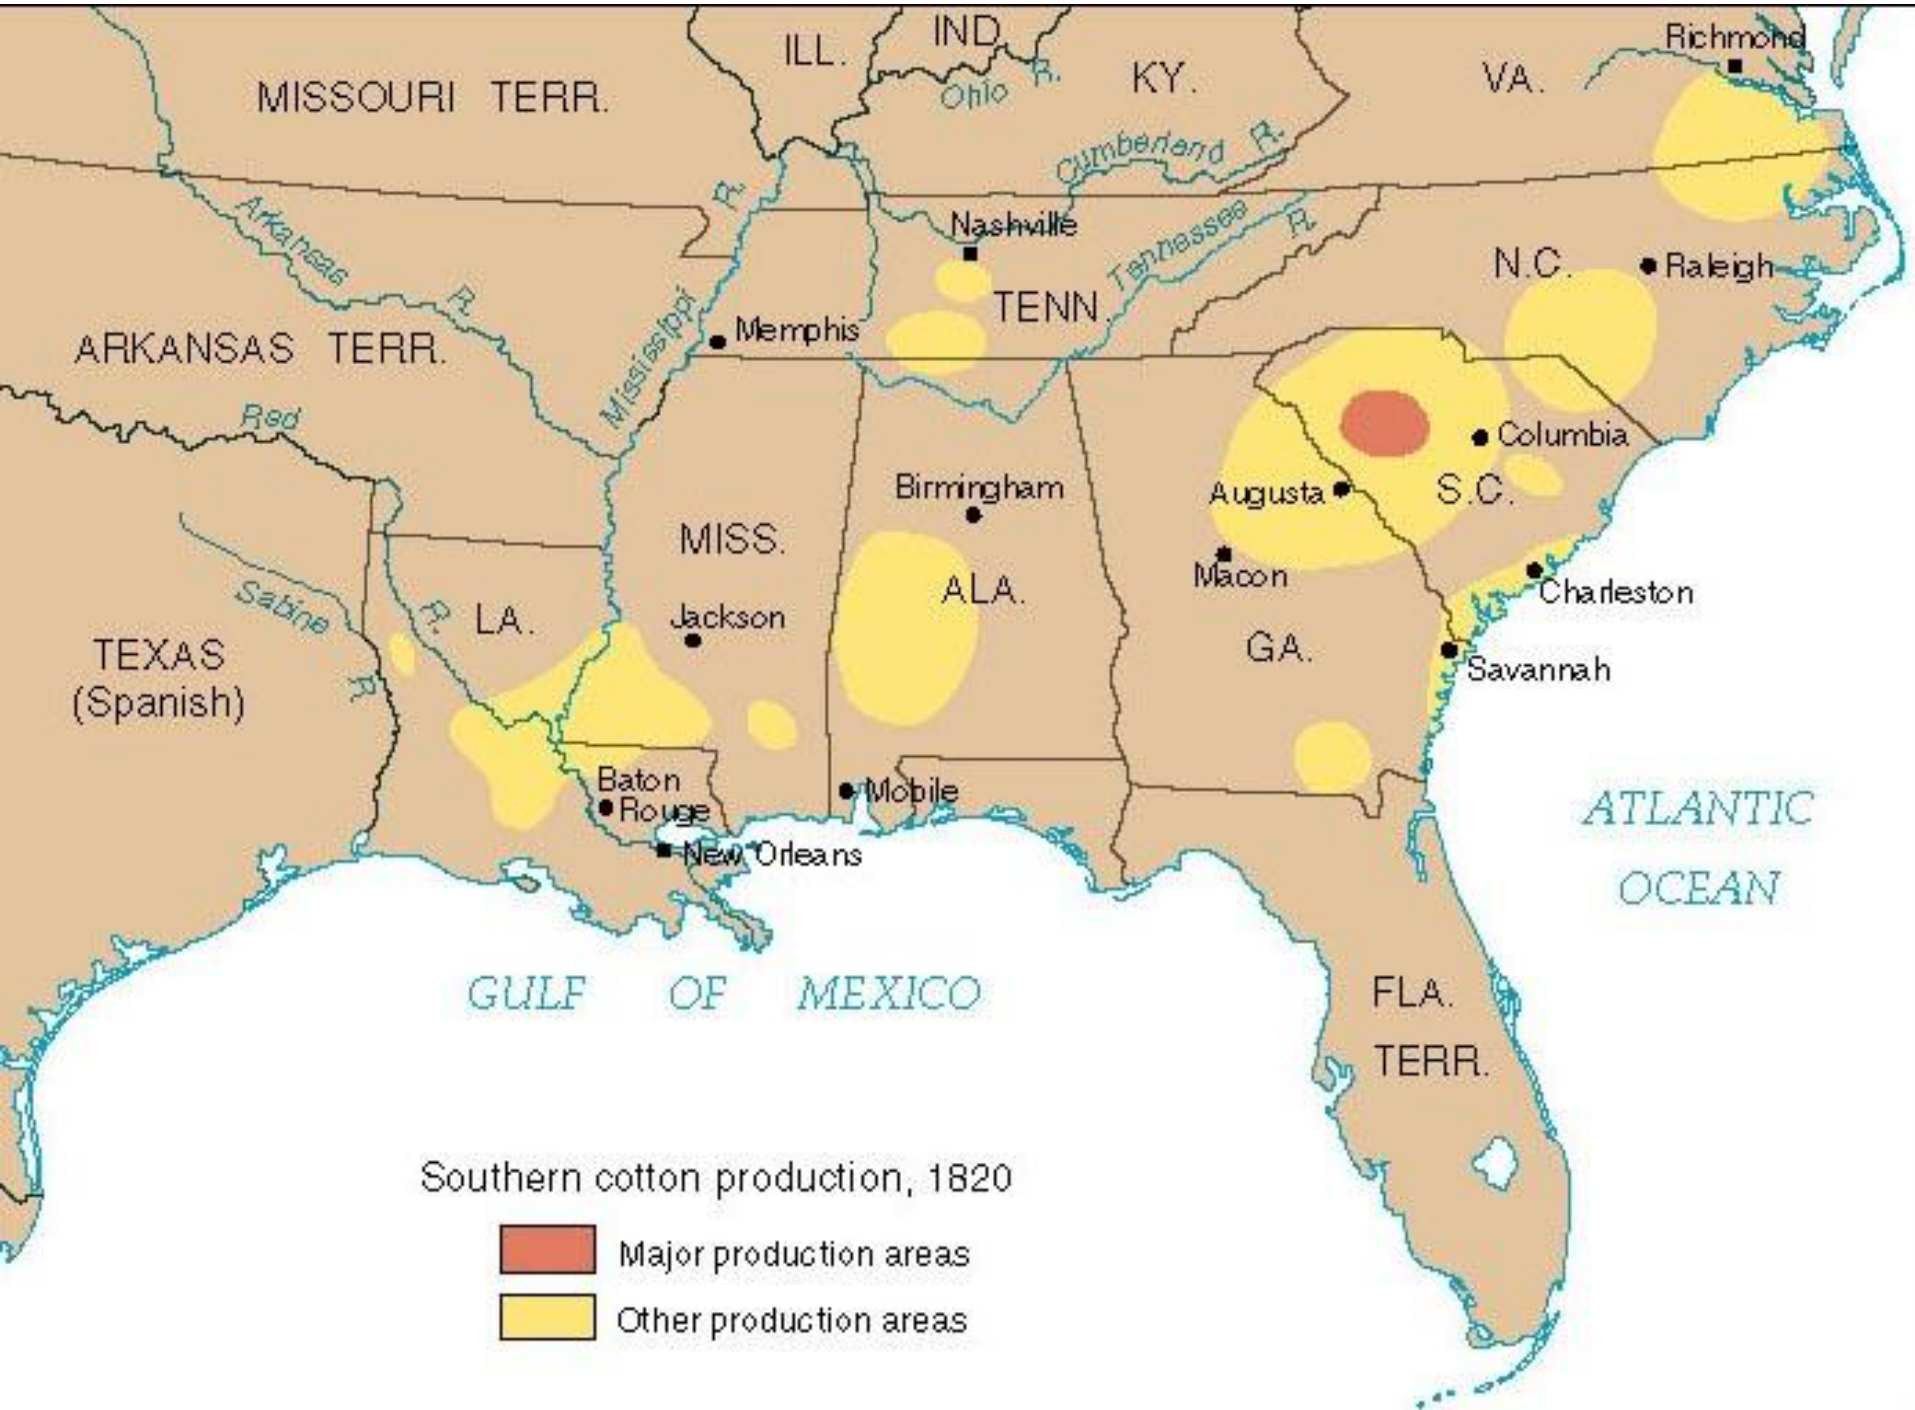 MISSOURI TERR.
ILL.
IND.
Ohio R.
KY.
VA.
Richmond
Cumberland R.
Arkansas R.
Mississippi R.
Nashville
Tennessee R.
TENN.
N.C.
Raleigh
ARKANSAS TERR.
Memphis
Red R.
Columbia
S.C.
Augusta
Birmingham
MISS.
ALA.
Macon
Charleston
Sabine R.
LA.
Jackson
GA.
Savannah
TEXAS
(Spanish)
Baton
Rouge
Mobile
New Orleans
ATLANTIC
OCEAN
GULF OF MEXICO
FLA.
TERR.
Southern cotton production, 1820
Major production areas
Other production areas